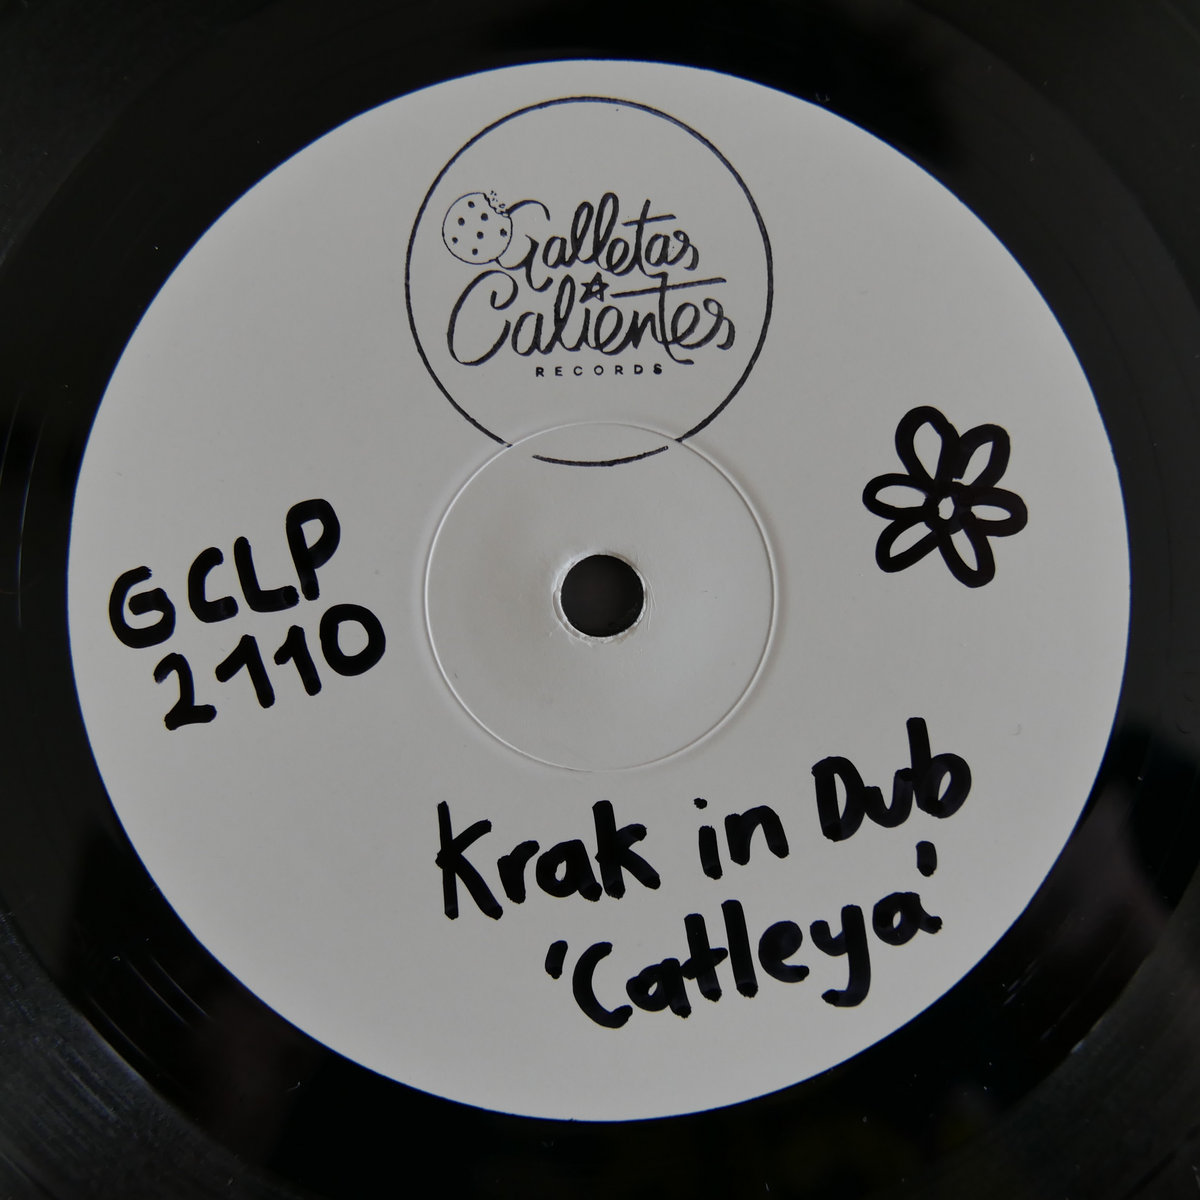 Galletas
Calientes
RECORDS
GCLP
2110
Krak in Dub
'Catleya'